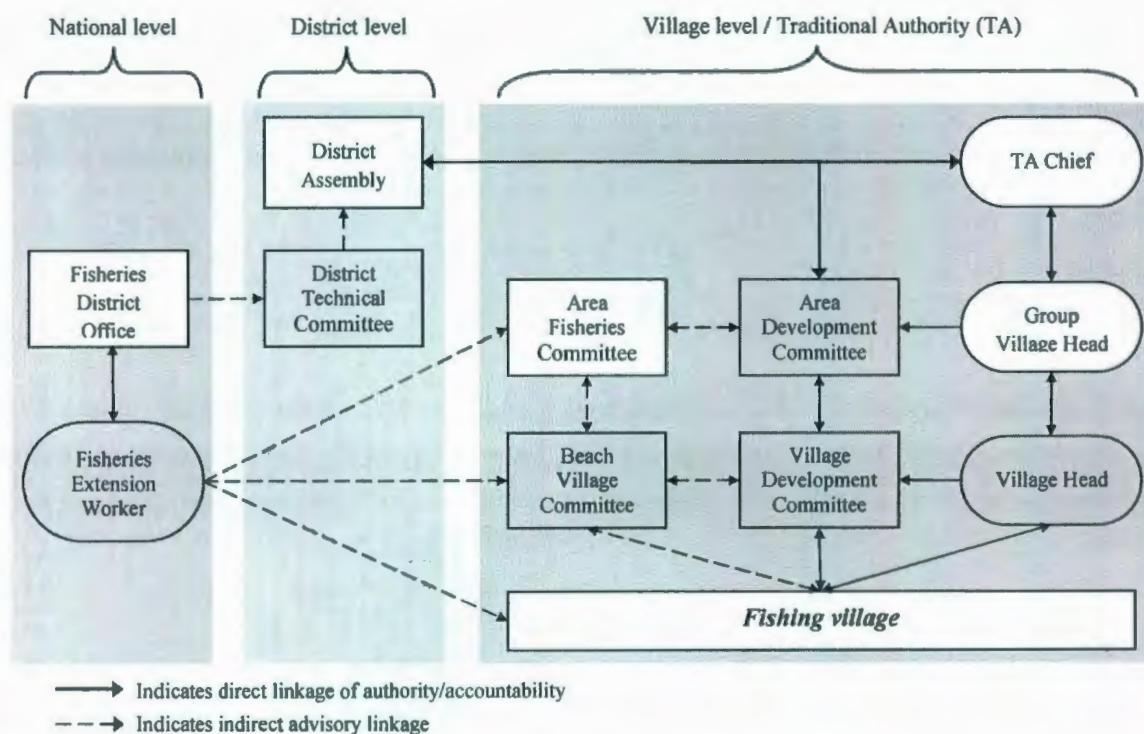 National level
District level
Village level / Traditional Authority (TA)
District
Assembly
TA Chief
Fisheries
District
Office
District
Technical
Committee
Area
Fisheries
Committee
Area
Development
Committee
Group
Village Head
Fisheries
Extension
Worker
Beach
Village
Committee
Village
Development
Committee
Village Head
Fishing village
Indicates direct linkage of authority/accountability
Indicates indirect advisory linkage